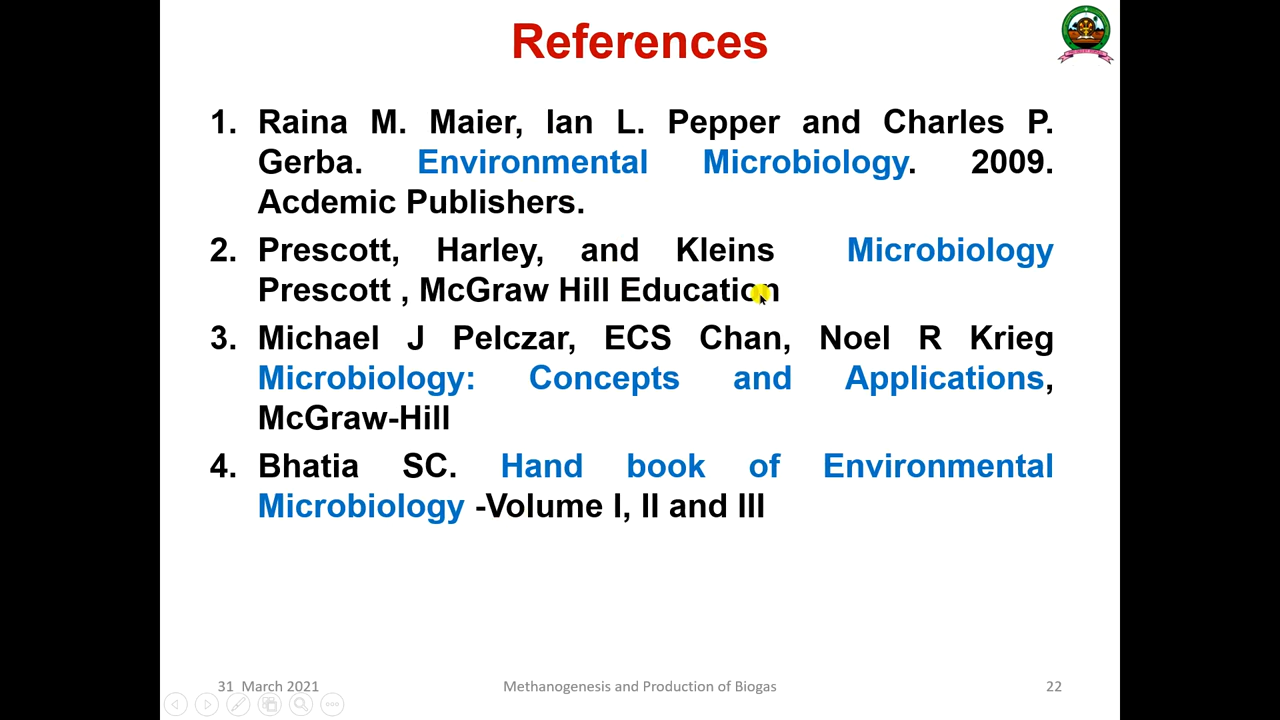 References
1. Raina M. Maier, Ian L. Pepper and Charles P.
Gerba. Environmental Microbiology. 2009.
Acdemic Publishers.
2. Prescott, Harley, and Kleins Microbiology
Prescott , McGraw Hill Education
3. Michael J Pelczar, ECS Chan, Noel R Krieg
Microbiology: Concepts and Applications,
McGraw-Hill
4. Bhatia SC. Hand book of Environmental
Microbiology -Volume I, II and III
31 March 2021
Methanogenesis and Production of Biogas
22